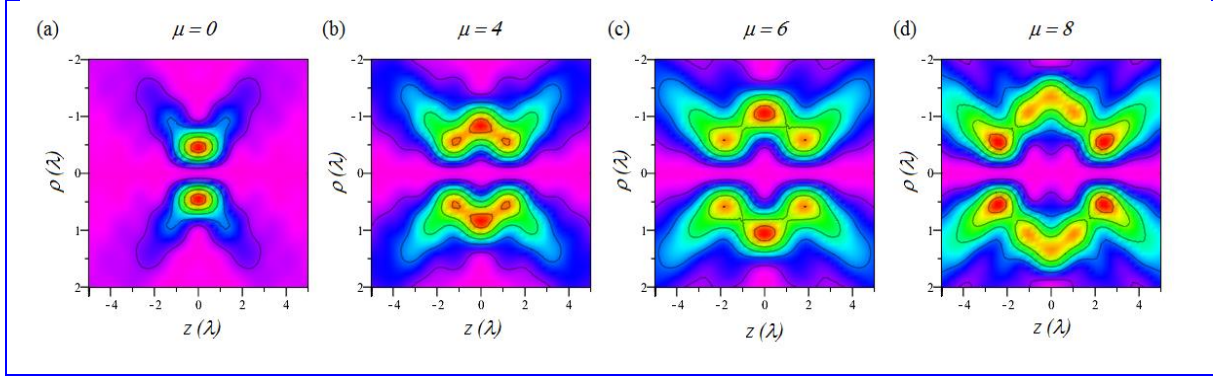 (a) μ = 0 (b) μ = 4 (c) μ = 6 (d) μ = 8
-2 -2 -2 -2
-1 -1 -1 -1
ρ (λ) 0 ρ (λ) 0 ρ (λ) 0 ρ (λ) 0
1 1 1 1
2 2 2 2
-4 -2 0 2 4 -4 -2 0 2 4 -4 -2 0 2 4 -4 -2 0 2 4
z (λ) z (λ) z (λ) z (λ)